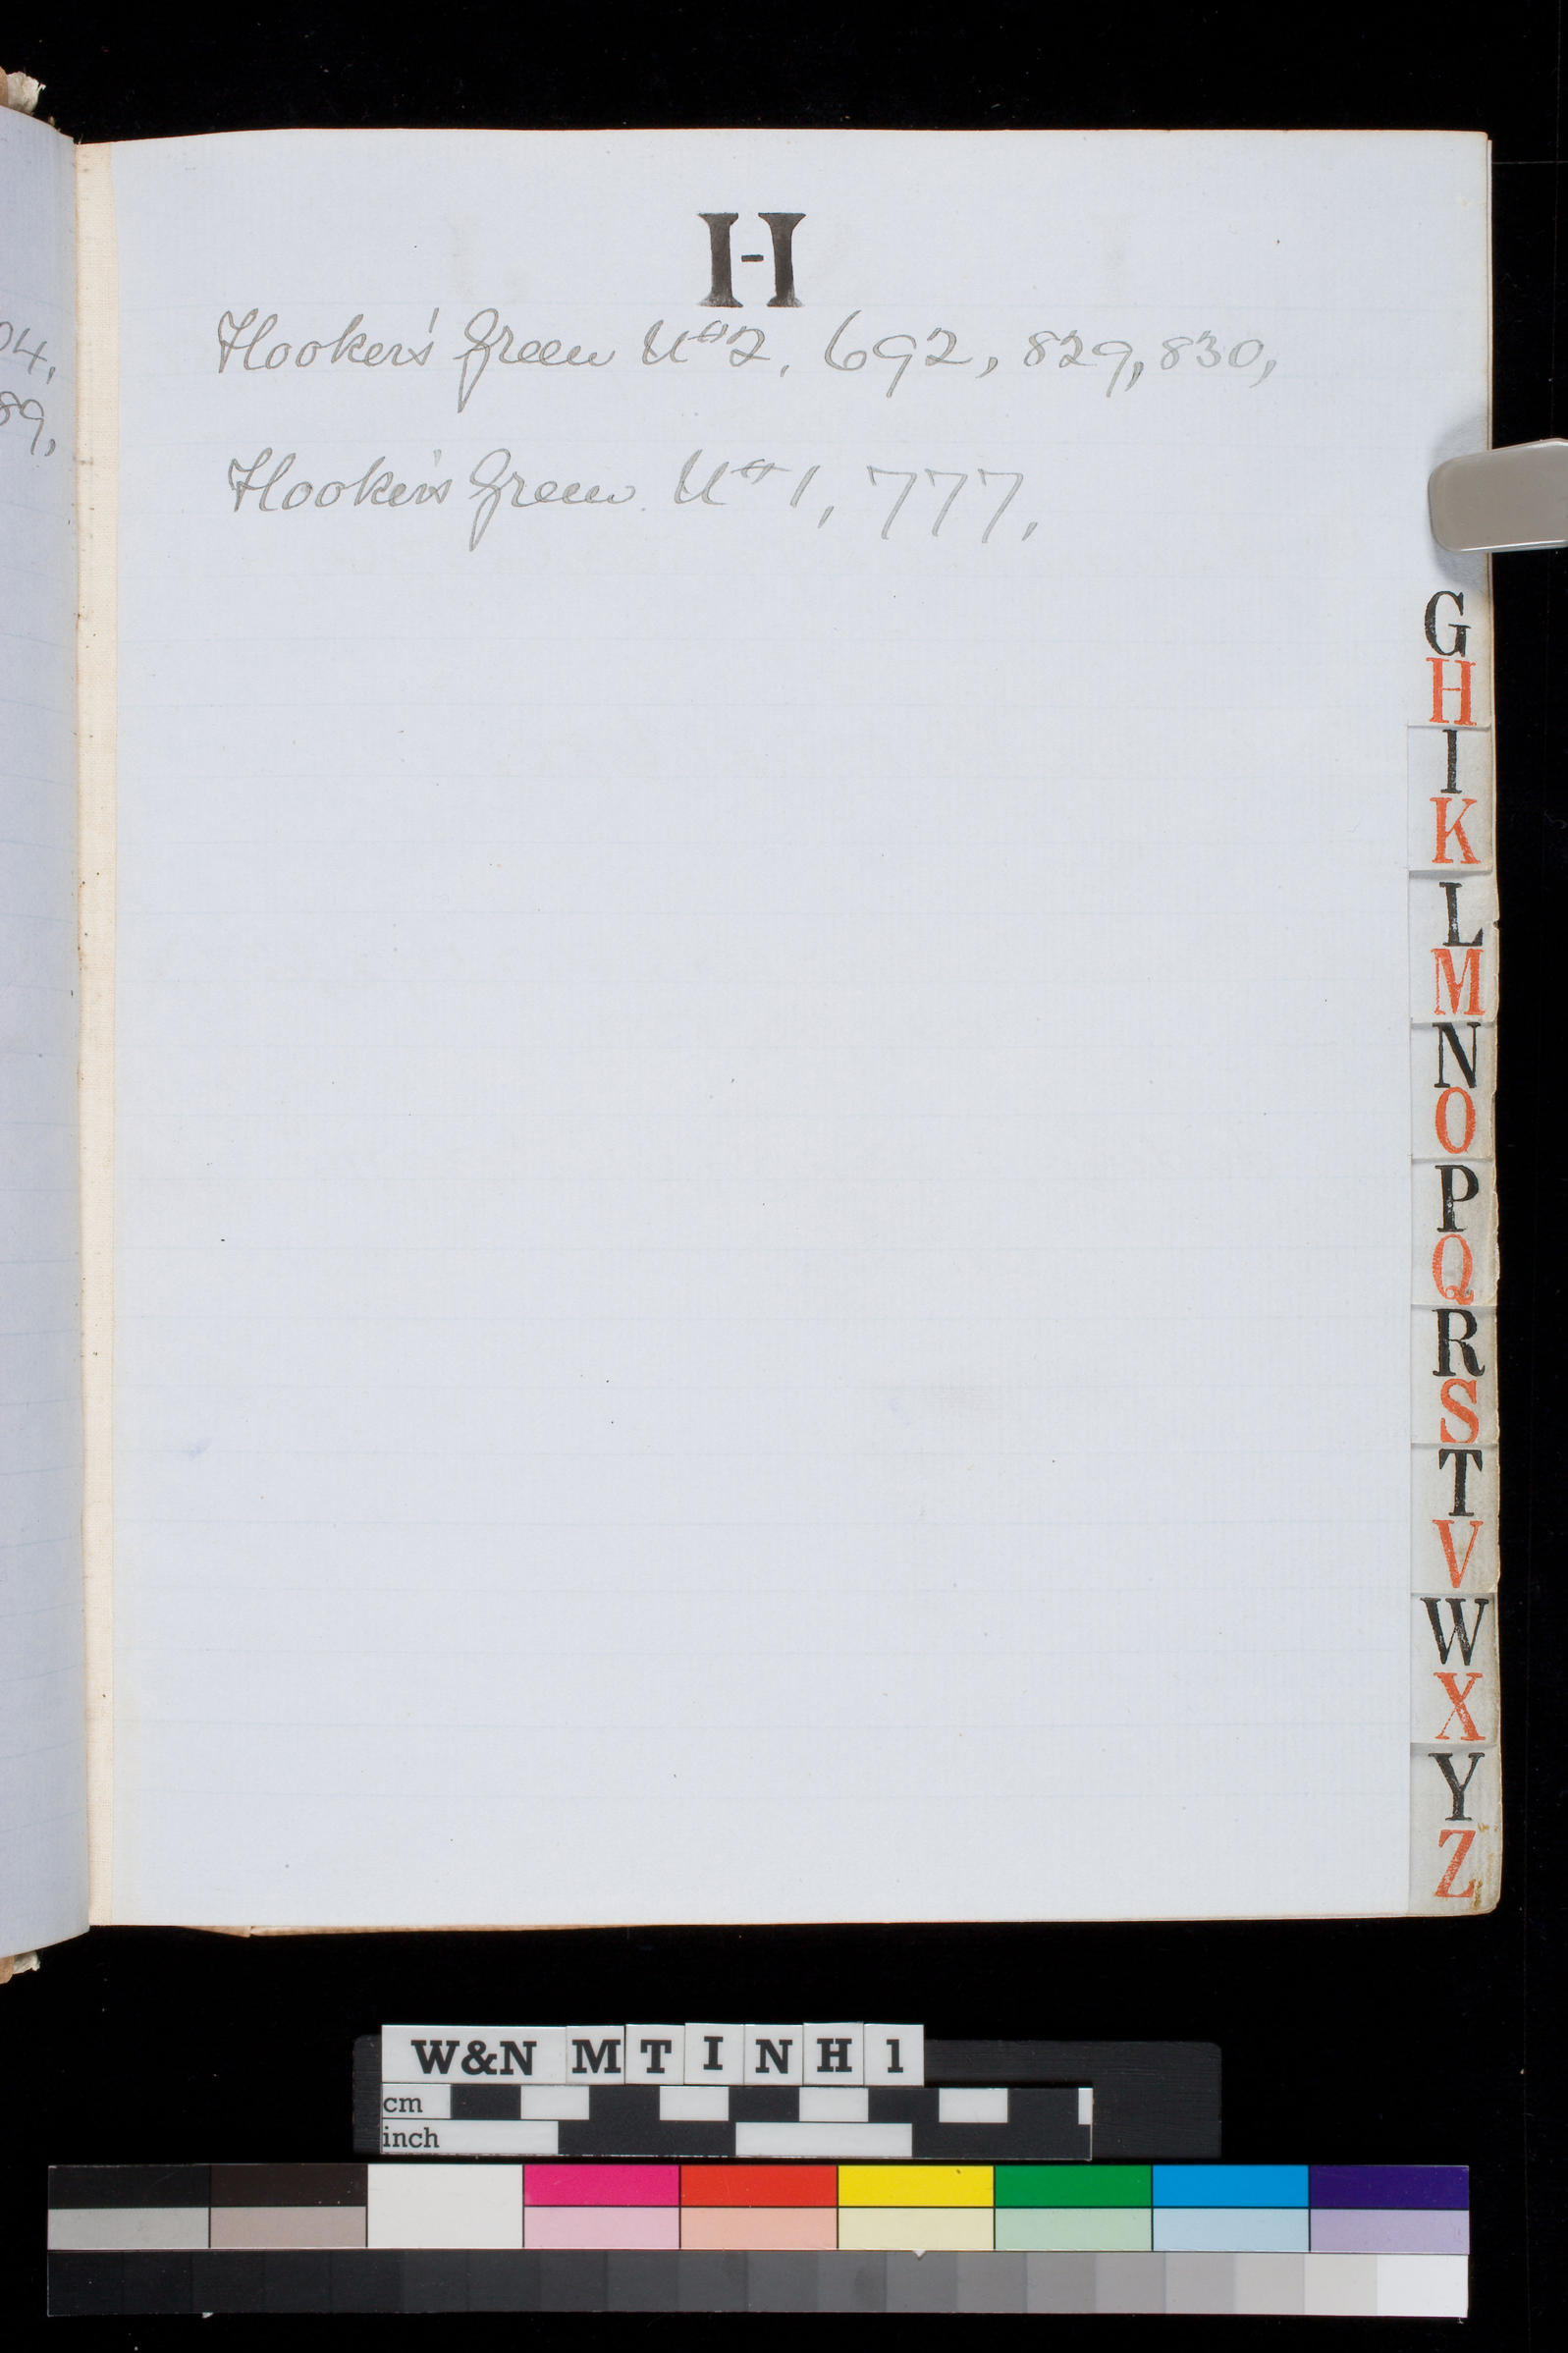 H
04,
89,
Hooker's Green No 2, 692, 829, 830,
Hooker's Green No 1, 777,
G
H
I
K
L
M
N
O
P
Q
R
S
T
V
W
X
Y
Z
W&N MTINH1
cm
inch